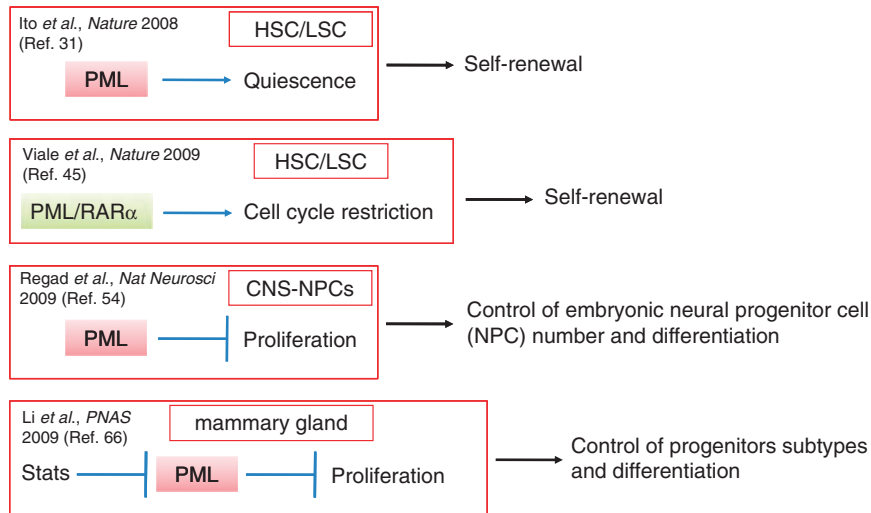 Ito et al., Nature 2008
(Ref. 31)
HSC/LSC
PML
Quiescence
Self-renewal
Viale et al., Nature 2009
(Ref. 45)
HSC/LSC
PML/RARα
Cell cycle restriction
Self-renewal
Regad et al., Nat Neurosci
2009 (Ref. 54)
CNS-NPCs
PML
Proliferation
Control of embryonic neural progenitor cell
(NPC) number and differentiation
Li et al., PNAS
2009 (Ref. 66)
mammary gland
Stats
PML
Proliferation
Control of progenitors subtypes
and differentiation